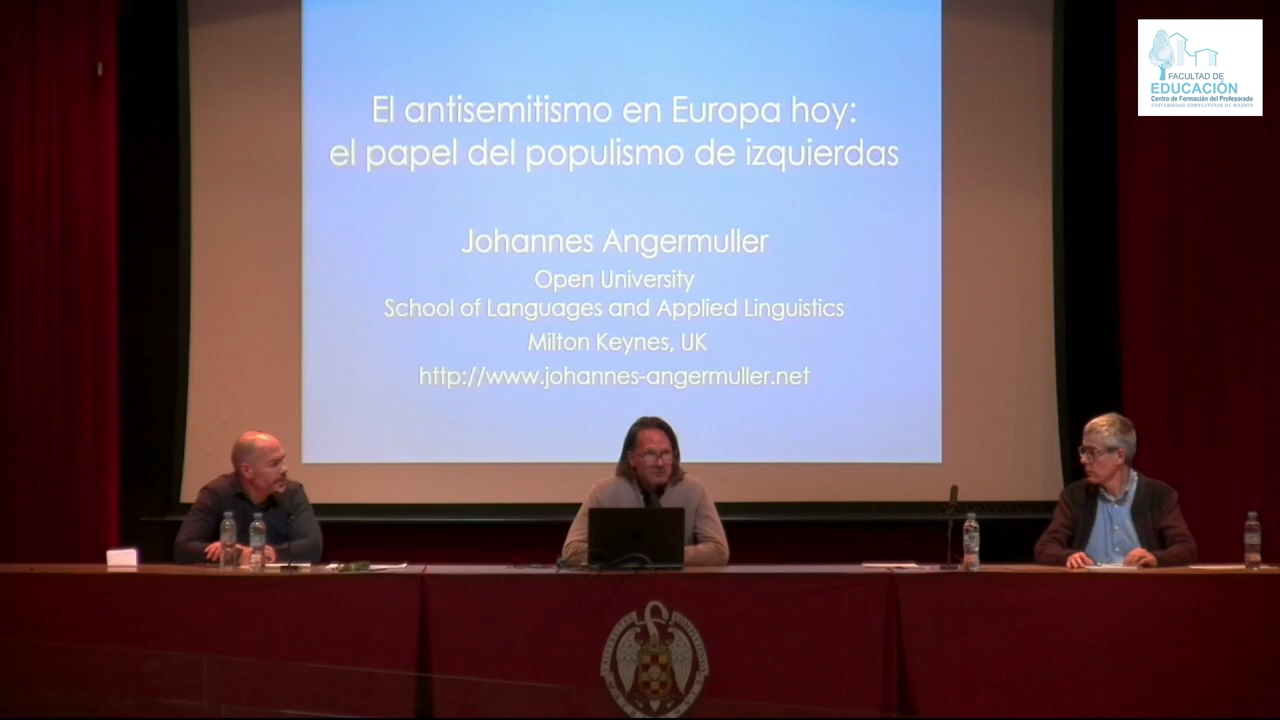 El antisemitismo en Europa hoy:
el papel del populismo de izquierdas
Johannes Angermuller
Open University
School of Languages and Applied Linguistics
Milton Keynes, UK
http://www.johannes-angermuller.net
FACULTAD DE
EDUCACIÓN
Centro de Formación del Profesorado
UNIVERSIDAD COMPLUTENSE DE MADRID